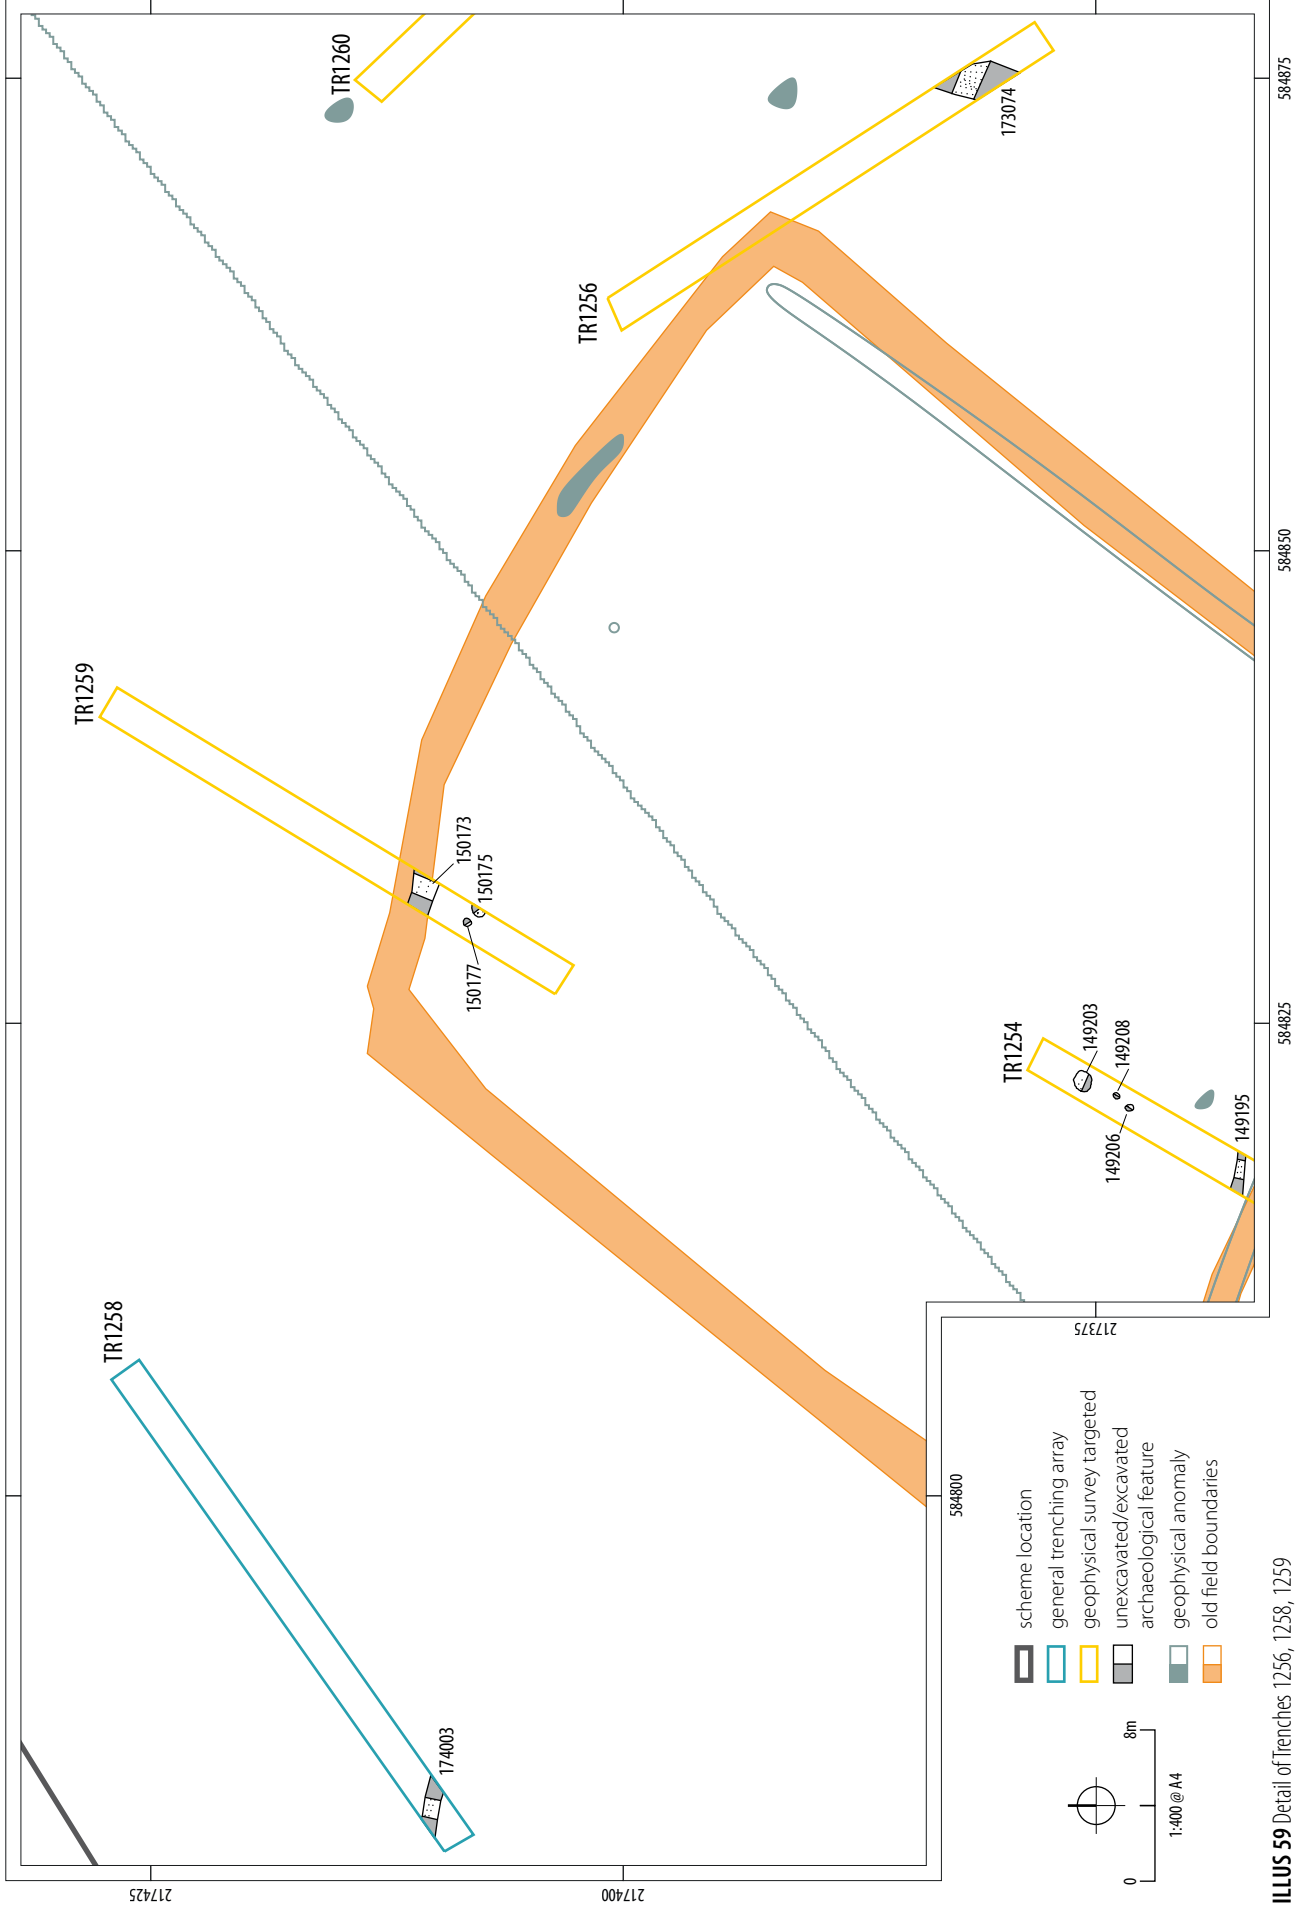 TR1258
174003
TR1259
150173
150175
150177
TR1260
TR1256
173074
TR1254
149203
149208
149206
149195
217425
217400
217375
584800
584825
584850
584875
scheme location
general trenching array
geophysical survey targeted
unexcavated/excavated
archaeological feature
geophysical anomaly
old field boundaries
0 8m
1:400 @ A4
ILLUS 59 Detail of Trenches 1256, 1258, 1259